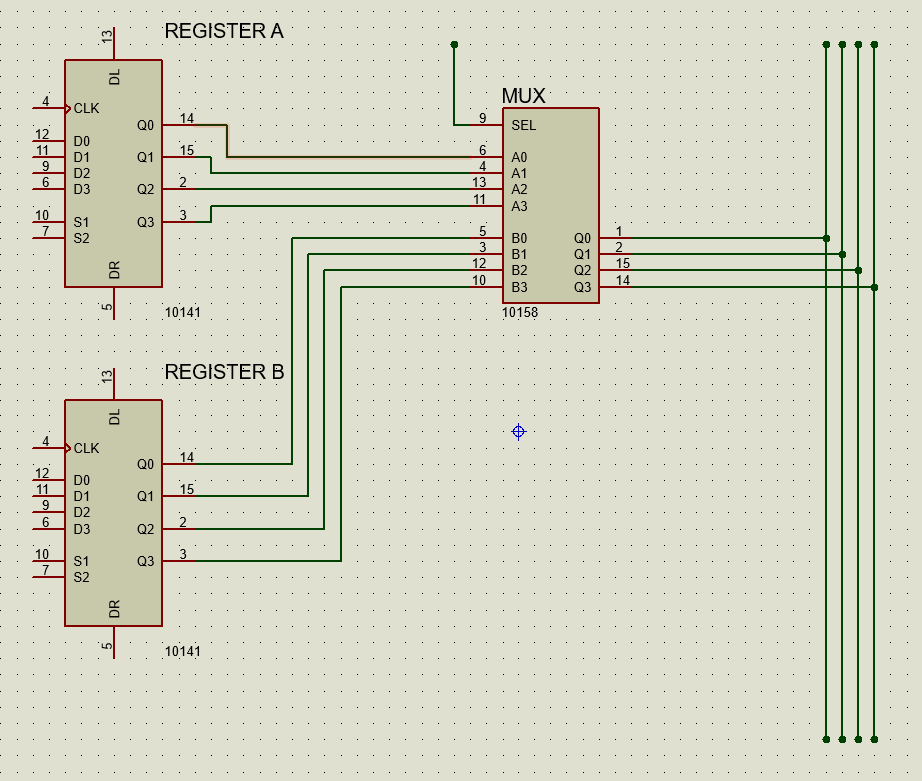 REGISTER A
13
DL
4 CLK
Q0 14
12 D0
11 D1
Q1 15
9 D2
6 D3
Q2 2
10 S1
Q3 3
7 S2
DR
5
10141
MUX
9 SEL
6 A0
4 A1
13 A2
11 A3
5 B0 Q0 1
3 B1 Q1 2
12 B2 Q2 15
10 B3 Q3 14
10158
REGISTER B
13
DL
4 CLK
Q0 14
12 D0
11 D1
Q1 15
9 D2
6 D3
Q2 2
10 S1
Q3 3
7 S2
DR
5
10141